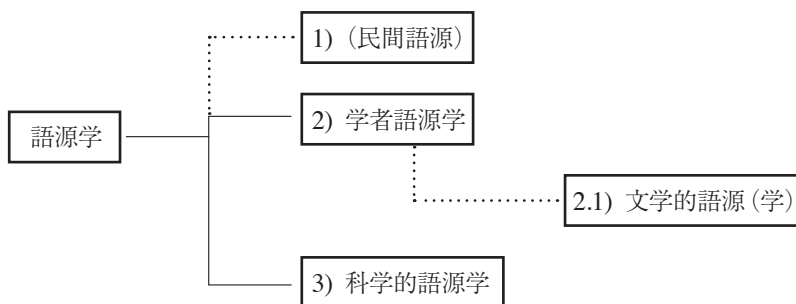 1)（民間語源）
2) 学者語源学
語源学
2.1) 文学的語源（学）
3) 科学的語源学